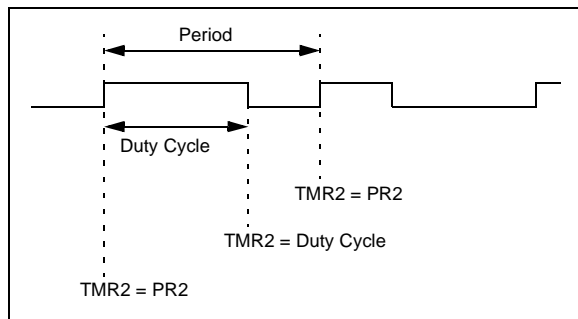 Period
Duty Cycle
TMR2 = PR2
TMR2 = Duty Cycle
TMR2 = PR2